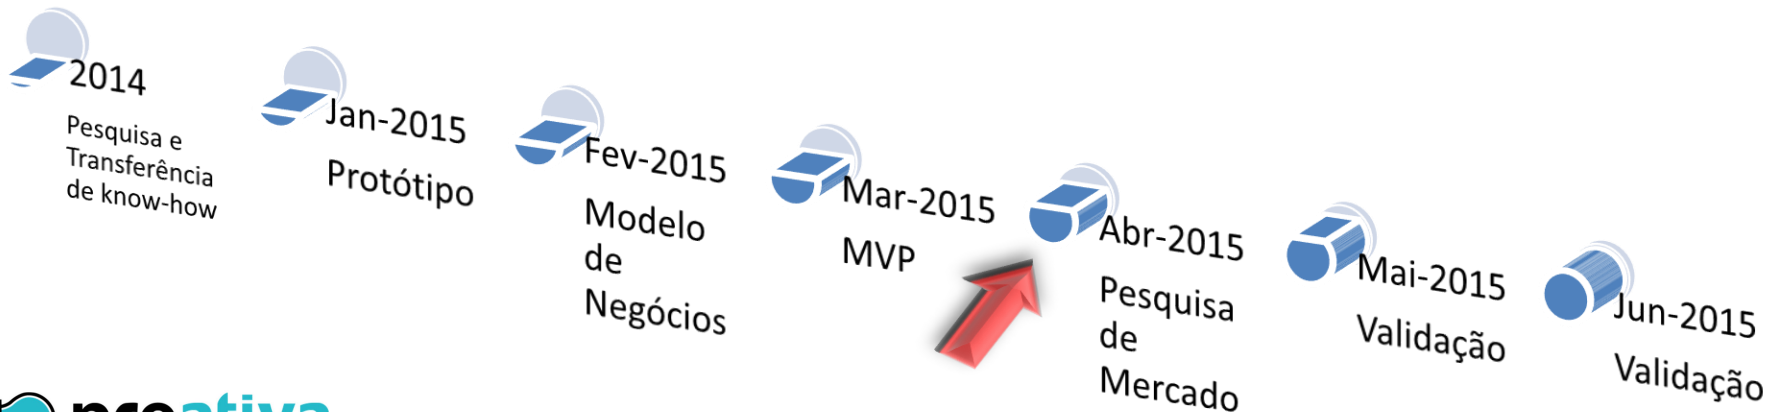 2014
Pesquisa e
Transferência
de know-how
Jan-2015
Protótipo
Fev-2015
Modelo
de
Negócios
Mar-2015
MVP
Abr-2015
Pesquisa
de
Mercado
Mai-2015
Validação
Jun-2015
Validação
proativa